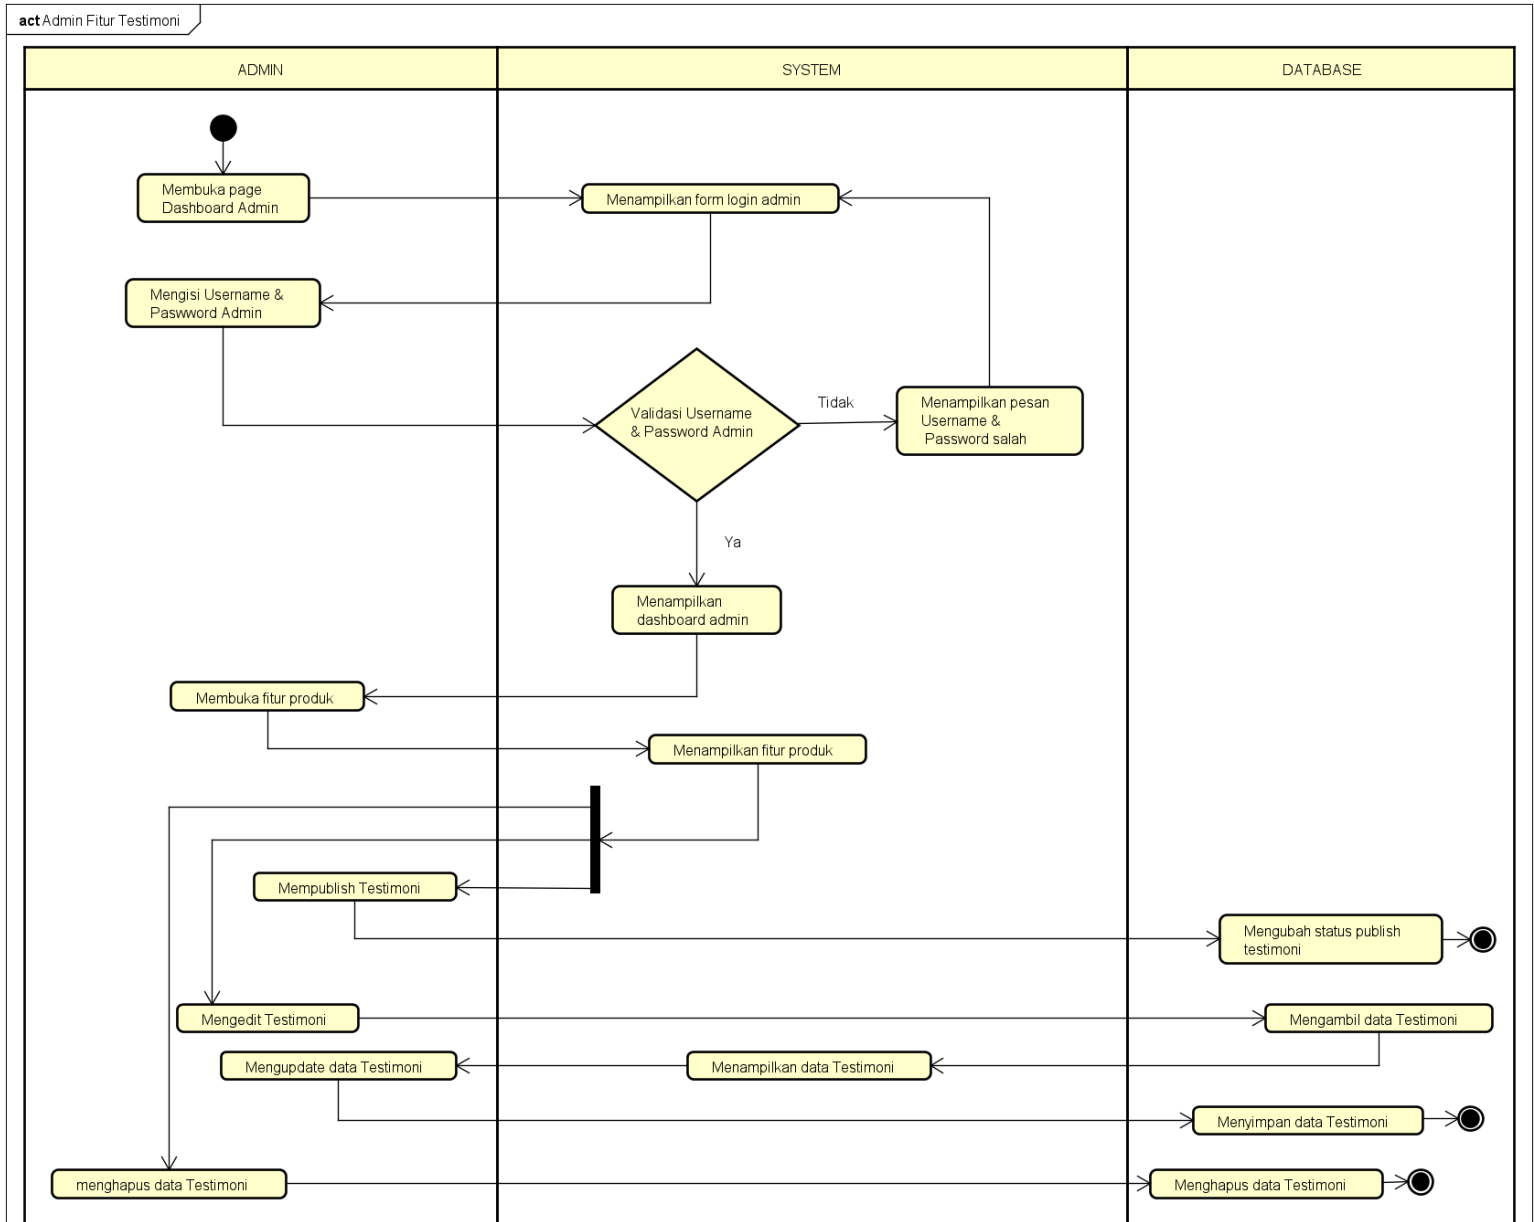 act Admin Fitur Testimoni
ADMIN
SYSTEM
DATABASE
Membuka page
Dashboard Admin
Menampilkan form login admin
Mengisi Username &
Paswword Admin
Validasi Username
& Password Admin
Tidak
Menampilkan pesan
Username &
Password salah
Ya
Menampilkan
dashboard admin
Membuka fitur produk
Menampilkan fitur produk
Mempublish Testimoni
Mengubah status publish
testimoni
Mengedit Testimoni
Mengambil data Testimoni
Mengupdate data Testimoni
Menampilkan data Testimoni
Menyimpan data Testimoni
menghapus data Testimoni
Menghapus data Testimoni